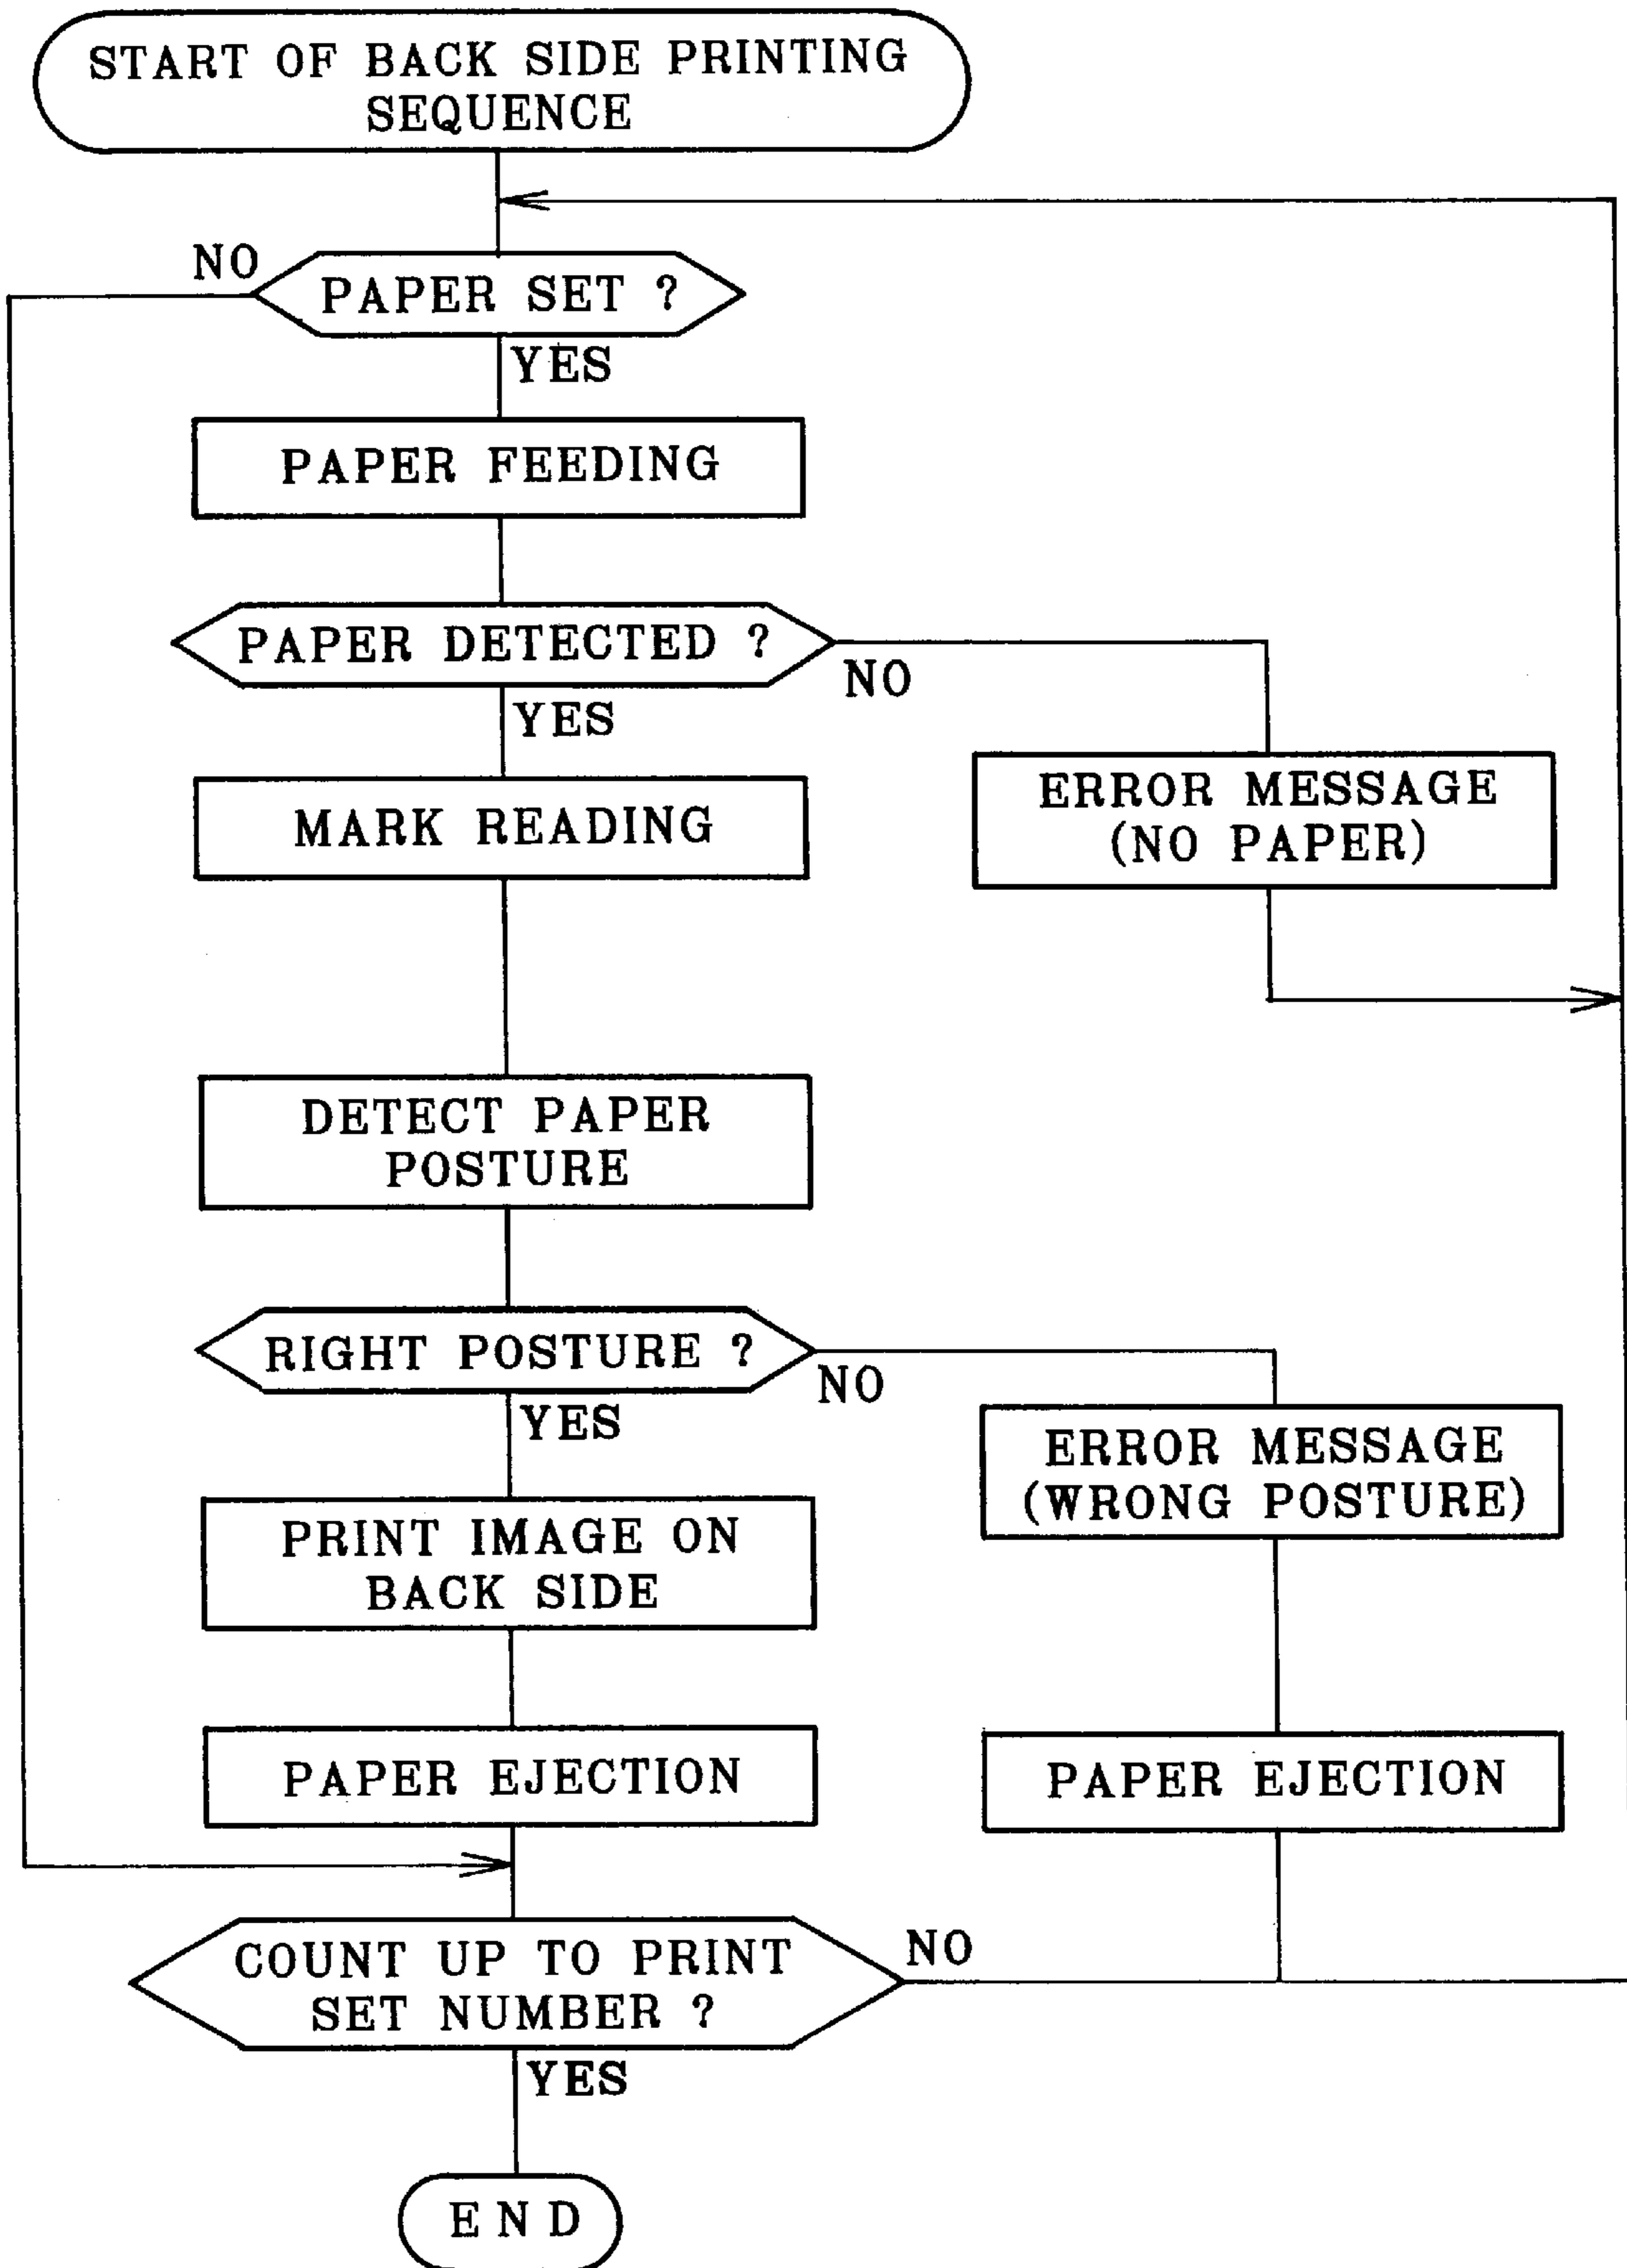 START OF BACK SIDE PRINTING
SEQUENCE
NO
PAPER SET ?
YES
PAPER FEEDING
PAPER DETECTED ?
NO
YES
MARK READING
ERROR MESSAGE
(NO PAPER)
DETECT PAPER
POSTURE
RIGHT POSTURE ?
NO
YES
ERROR MESSAGE
(WRONG POSTURE)
PRINT IMAGE ON
BACK SIDE
PAPER EJECTION
PAPER EJECTION
COUNT UP TO PRINT
SET NUMBER ?
NO
YES
END